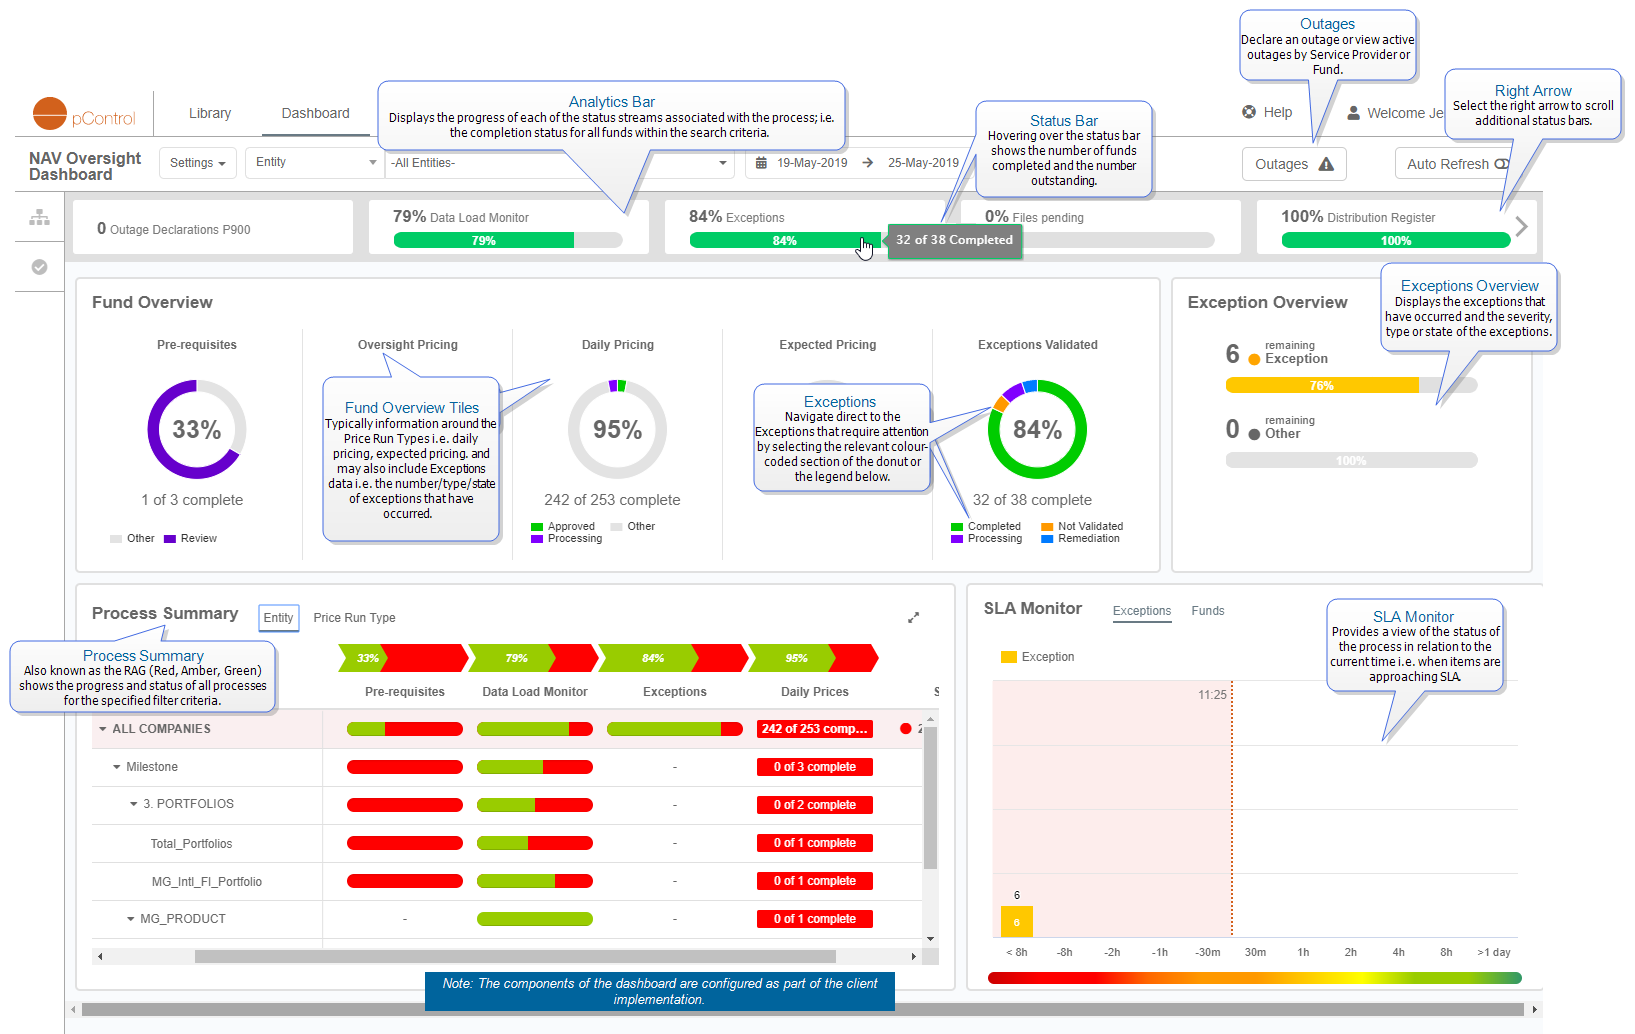 Outages
Declare an outage or view active
outages by Service Provider or
Fund.
Right Arrow
Select the right arrow to scroll
additional status bars.
Analytics Bar
Displays the progress of each of the status streams associated with the process; i.e.
the completion status for all funds within the search criteria.
Status Bar
Hovering over the status bar
shows the number of funds
completed and the number
outstanding.
pControl
Library
Dashboard
Help
Welcome Je
NAV Oversight
Dashboard
Settings
Entity
-All Entities-
19-May-2019
25-May-2019
Outages
Auto Refresh
0 Outage Declarations P900
79% Data Load Monitor
79%
84% Exceptions
84%
32 of 38 Completed
0% Files pending
100% Distribution Register
100%
Fund Overview
Pre-requisites
33%
1 of 3 complete
Other
Review
Oversight Pricing
Fund Overview Tiles
Typically information around the
Price Run Types i.e. daily
pricing, expected pricing. and
may also include Exceptions
data i.e. the number/type/state
of exceptions that have
occurred.
Daily Pricing
95%
242 of 253 complete
Approved
Other
Processing
Expected Pricing
Exceptions
Navigate direct to the
Exceptions that require attention
by selecting the relevant colour-
coded section of the donut or
the legend below.
Exceptions Validated
84%
32 of 38 complete
Completed
Not Validated
Processing
Remediation
Exception Overview
Exceptions Overview
Displays the exceptions that
have occurred and the severity,
type or state of the exceptions.
6 remaining
Exception
76%
0 remaining
Other
100%
Process Summary
Entity
Price Run Type
Process Summary
Also known as the RAG (Red, Amber, Green)
shows the progress and status of all processes
for the specified filter criteria.
33%
79%
84%
95%
Pre-requisites
Data Load Monitor
Exceptions
Daily Prices
S
ALL COMPANIES
242 of 253 comp...
Milestone
-
0 of 3 complete
3. PORTFOLIOS
-
0 of 2 complete
Total_Portfolios
-
0 of 1 complete
MG_Intl_FI_Portfolio
-
0 of 1 complete
MG_PRODUCT
-
-
0 of 1 complete
Note: The components of the dashboard are configured as part of the client
implementation.
SLA Monitor
Exceptions
Funds
SLA Monitor
Provides a view of the status of
the process in relation to the
current time i.e. when items are
approaching SLA.
Exception
11:25
6
6
< 8h
-8h
-2h
-1h
-30m
30m
1h
2h
4h
8h
>1 day